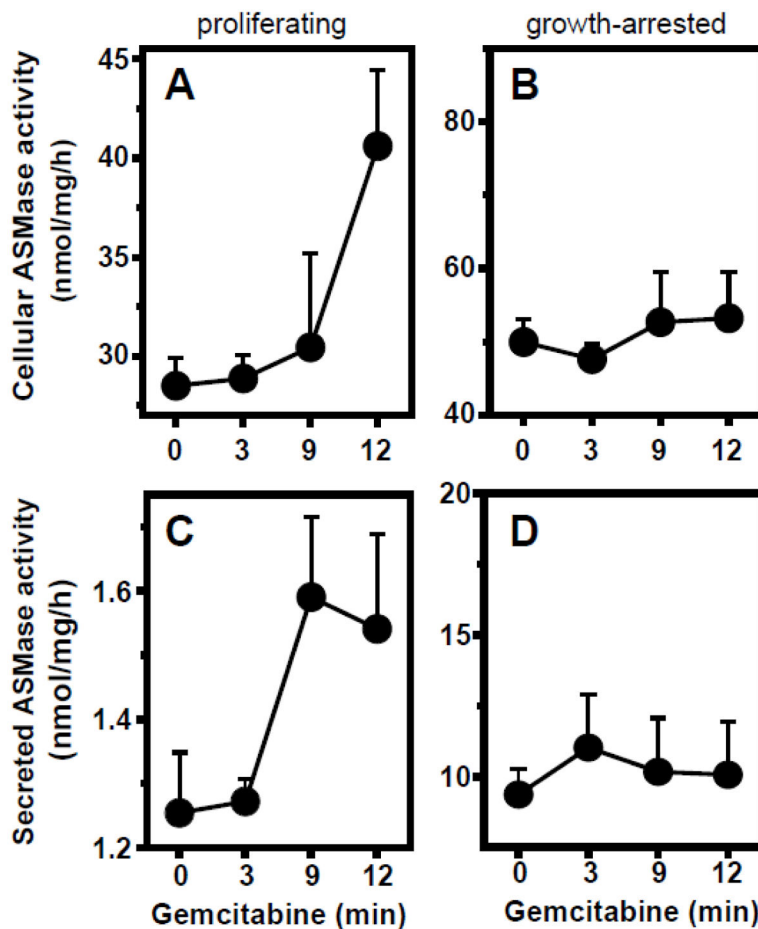 proliferating
growth-arrested
Cellular ASMase activity
(nmol/mg/h)
A
45
40
35
30
0 3 9 12
B
80
60
40
0 3 9 12
Secreted ASMase activity
(nmol/mg/h)
C
1.6
1.4
1.2
0 3 9 12
Gemcitabine (min)
D
20
15
10
0 3 9 12
Gemcitabine (min)